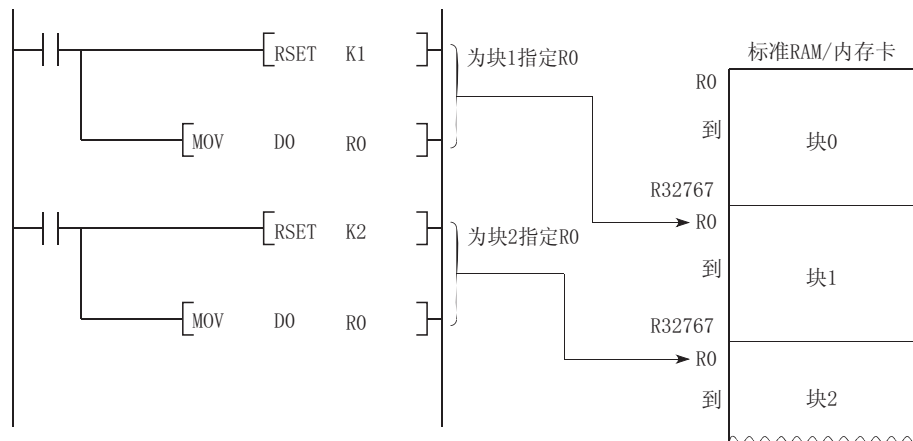 RSET K1
MOV D0 R0
为块1指定R0
RSET K2
MOV D0 R0
为块2指定R0
标准RAM/内存卡
R0
到
块0
R32767
R0
到
块1
R32767
R0
到
块2